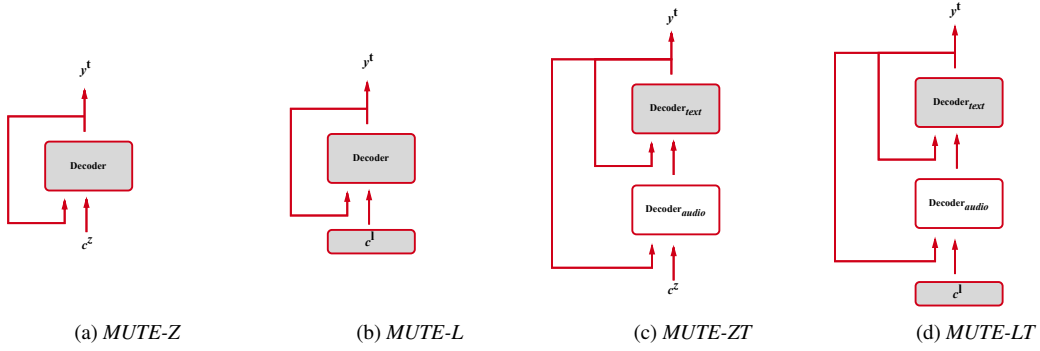 y^t
Decoder
c^z
(a) MUTE-Z
y^t
Decoder
c^l
(b) MUTE-L
y^t
Decoder_text
Decoder_audio
c^z
(c) MUTE-ZT
y^t
Decoder_text
Decoder_audio
c^l
(d) MUTE-LT